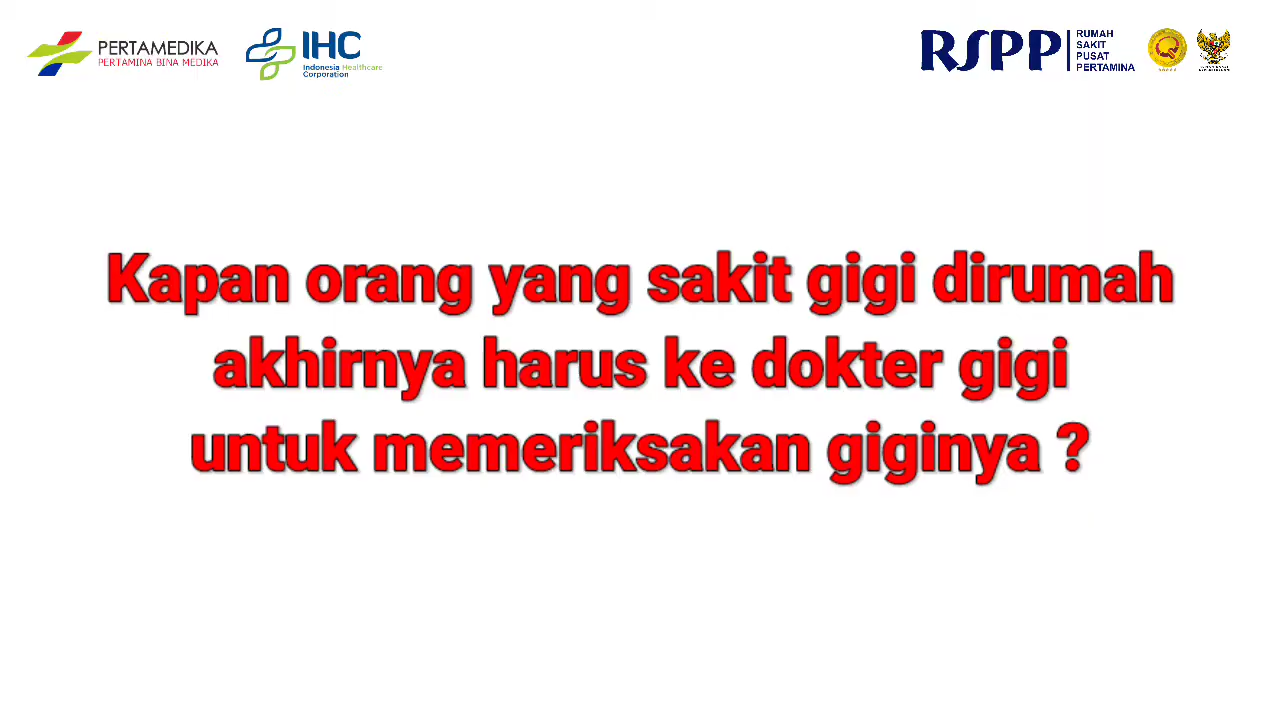 PERTAMEDIKA
PERTAMINA BINA MEDIKA
IHC
Indonesia Healthcare
Corporation
RSPP
RUMAH
SAKIT
PUSAT
PERTAMINA
Kapan orang yang sakit gigi dirumah
akhirnya harus ke dokter gigi
untuk memeriksakan giginya ?